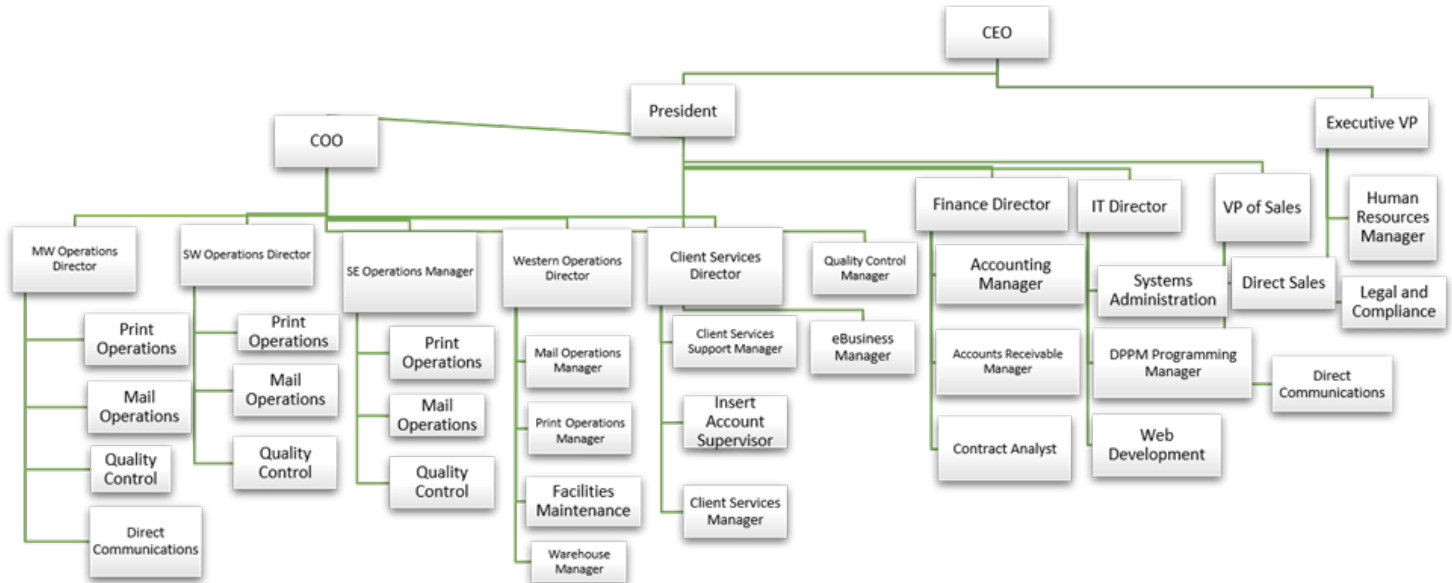 CEO
President
Executive VP
COO
Finance Director
IT Director
VP of Sales
Human
Resources
Manager
MW Operations
Director
SW Operations Director
SE Operations Manager
Western Operations
Director
Client Services
Director
Quality Control
Manager
Accounting
Manager
Systems
Administration
Direct Sales
Legal and
Compliance
Print
Operations
Print
Operations
Print
Operations
Mail Operations
Manager
Client Services
Support Manager
eBusiness
Manager
Accounts Receivable
Manager
DPPM Programming
Manager
Direct
Communications
Mail
Operations
Mail
Operations
Mail
Operations
Print Operations
Manager
Insert
Account
Supervisor
Contract Analyst
Web
Development
Quality
Control
Quality
Control
Quality
Control
Facilities
Maintenance
Client Services
Manager
Direct
Communications
Warehouse
Manager